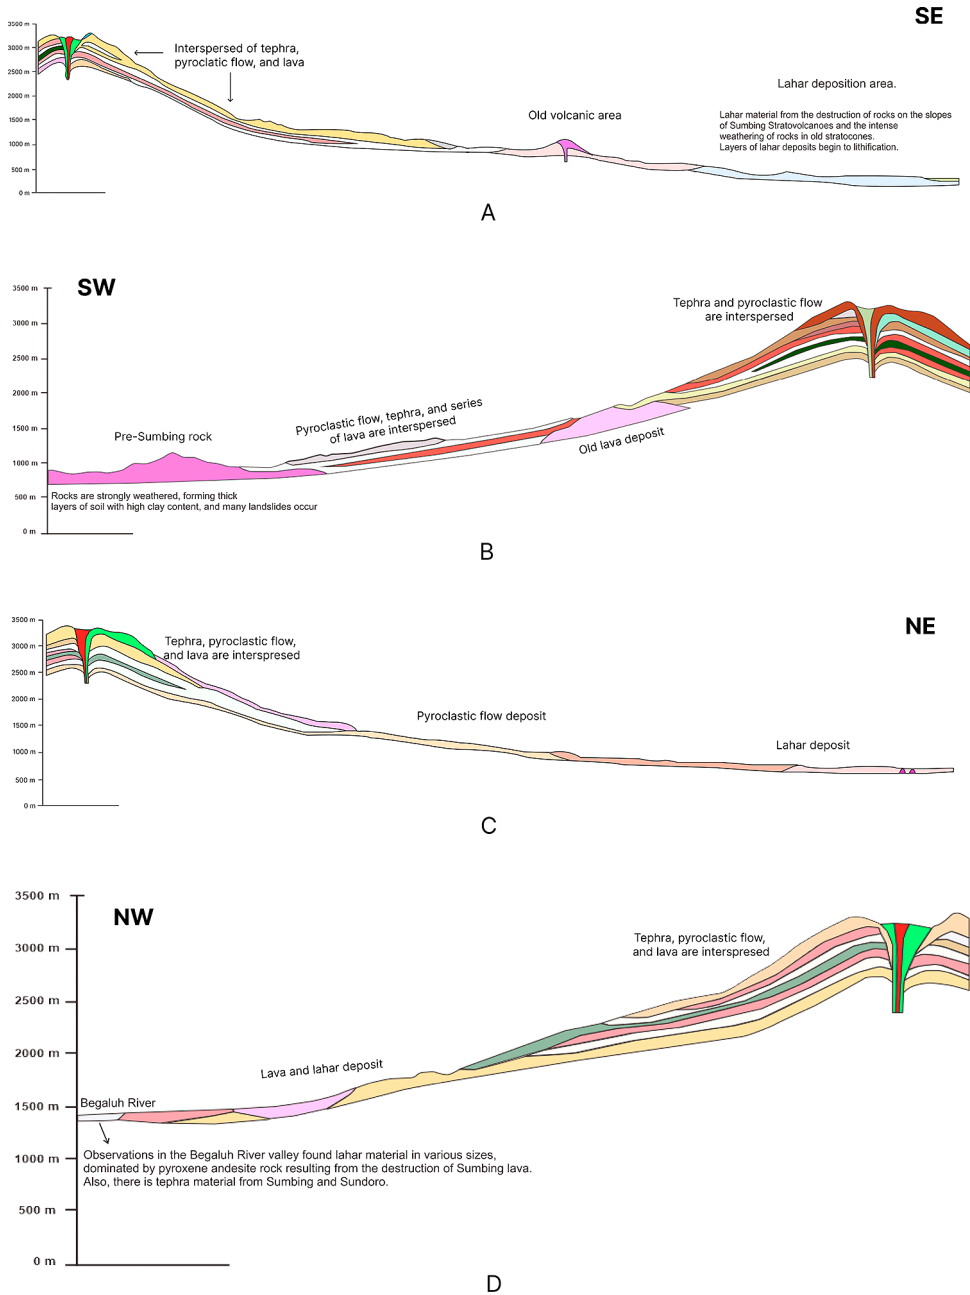 SE
3500 m
3000 m
2500 m
2000 m
1500 m
1000 m
500 m
0 m
Interspersed of tephra,
pyroclatic flow, and lava
Old volcanic area
Lahar deposition area.
Lahar material from the destruction of rocks on the slopes
of Sumbing Stratovolcanoes and the intense
weathering of rocks in old stratocones.
Layers of lahar deposits begin to lithification.
A
SW
3500 m
3000 m
2500 m
2000 m
1500 m
1000 m
500 m
0 m
Tephra and pyroclastic flow
are interspersed
Pyroclastic flow, tephra, and series
of lava are interspersed
Old lava deposit
Pre-Sumbing rock
Rocks are strongly weathered, forming thick
layers of soil with high clay content, and many landslides occur
B
NE
3500 m
3000 m
2500 m
2000 m
1500 m
1000 m
500 m
0 m
Tephra, pyroclastic flow,
and lava are interspresed
Pyroclastic flow deposit
Lahar deposit
C
NW
3500 m
3000 m
2500 m
2000 m
1500 m
1000 m
500 m
0 m
Tephra, pyroclastic flow,
and lava are interspresed
Lava and lahar deposit
Begaluh River
Observations in the Begaluh River valley found lahar material in various sizes,
dominated by pyroxene andesite rock resulting from the destruction of Sumbing lava.
Also, there is tephra material from Sumbing and Sundoro.
D